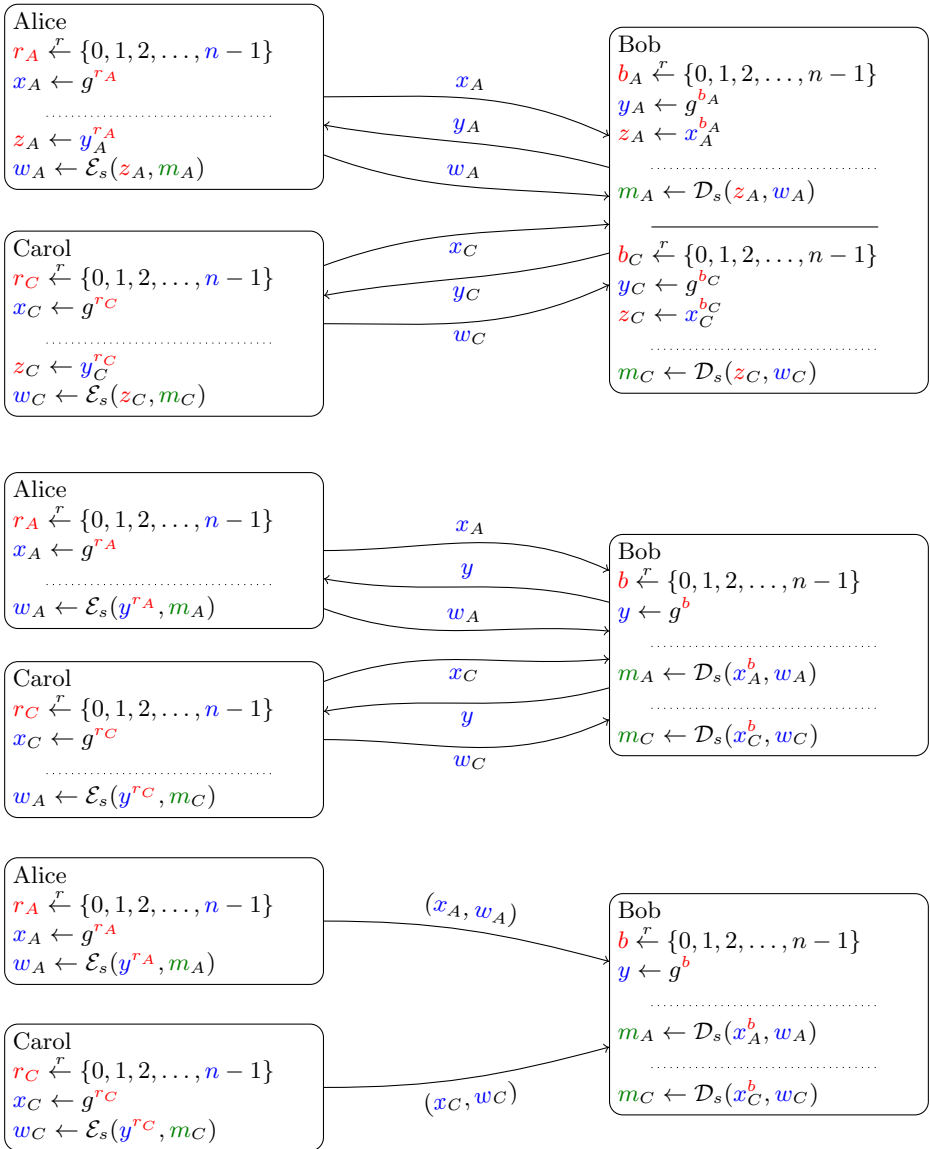 Alice
r_A ←^r {0, 1, 2, …, n − 1}
x_A ← g^{r_A}
z_A ← y_A^{r_A}
w_A ← ℰ_s(z_A, m_A)
x_A
y_A
w_A
Bob
b_A ←^r {0, 1, 2, …, n − 1}
y_A ← g^{b_A}
z_A ← x_A^{b_A}
m_A ← 𝒟_s(z_A, w_A)
b_C ←^r {0, 1, 2, …, n − 1}
y_C ← g^{b_C}
z_C ← x_C^{b_C}
m_C ← 𝒟_s(z_C, w_C)
Carol
r_C ←^r {0, 1, 2, …, n − 1}
x_C ← g^{r_C}
z_C ← y_C^{r_C}
w_C ← ℰ_s(z_C, m_C)
x_C
y_C
w_C
Alice
r_A ←^r {0, 1, 2, …, n − 1}
x_A ← g^{r_A}
w_A ← ℰ_s(y^{r_A}, m_A)
x_A
y
w_A
Bob
b ←^r {0, 1, 2, …, n − 1}
y ← g^b
m_A ← 𝒟_s(x_A^b, w_A)
m_C ← 𝒟_s(x_C^b, w_C)
Carol
r_C ←^r {0, 1, 2, …, n − 1}
x_C ← g^{r_C}
w_A ← ℰ_s(y^{r_C}, m_C)
x_C
y
w_C
Alice
r_A ←^r {0, 1, 2, …, n − 1}
x_A ← g^{r_A}
w_A ← ℰ_s(y^{r_A}, m_A)
(x_A, w_A)
Bob
b ←^r {0, 1, 2, …, n − 1}
y ← g^b
m_A ← 𝒟_s(x_A^b, w_A)
m_C ← 𝒟_s(x_C^b, w_C)
Carol
r_C ←^r {0, 1, 2, …, n − 1}
x_C ← g^{r_C}
w_C ← ℰ_s(y^{r_C}, m_C)
(x_C, w_C)